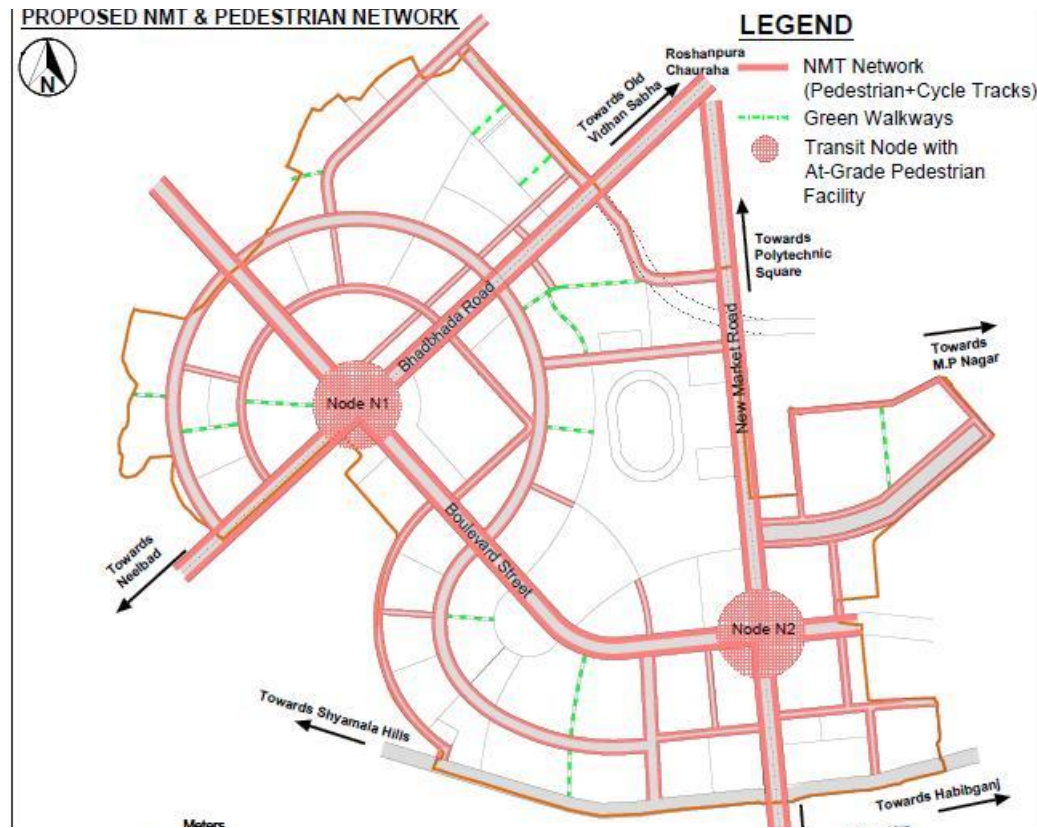 PROPOSED NMT & PEDESTRIAN NETWORK
N
LEGEND
NMT Network
(Pedestrian+Cycle Tracks)
Green Walkways
Transit Node with
At-Grade Pedestrian
Facility
Roshanpura
Chauraha
Towards Old
Vidhan Sabha
Towards
Polytechnic
Square
Bhadbhada Road
New Market Road
Towards
M.P Nagar
Node N1
Boulevard Street
Towards
Neelbad
Node N2
Towards Shyamala Hills
Towards Habibganj
Meters